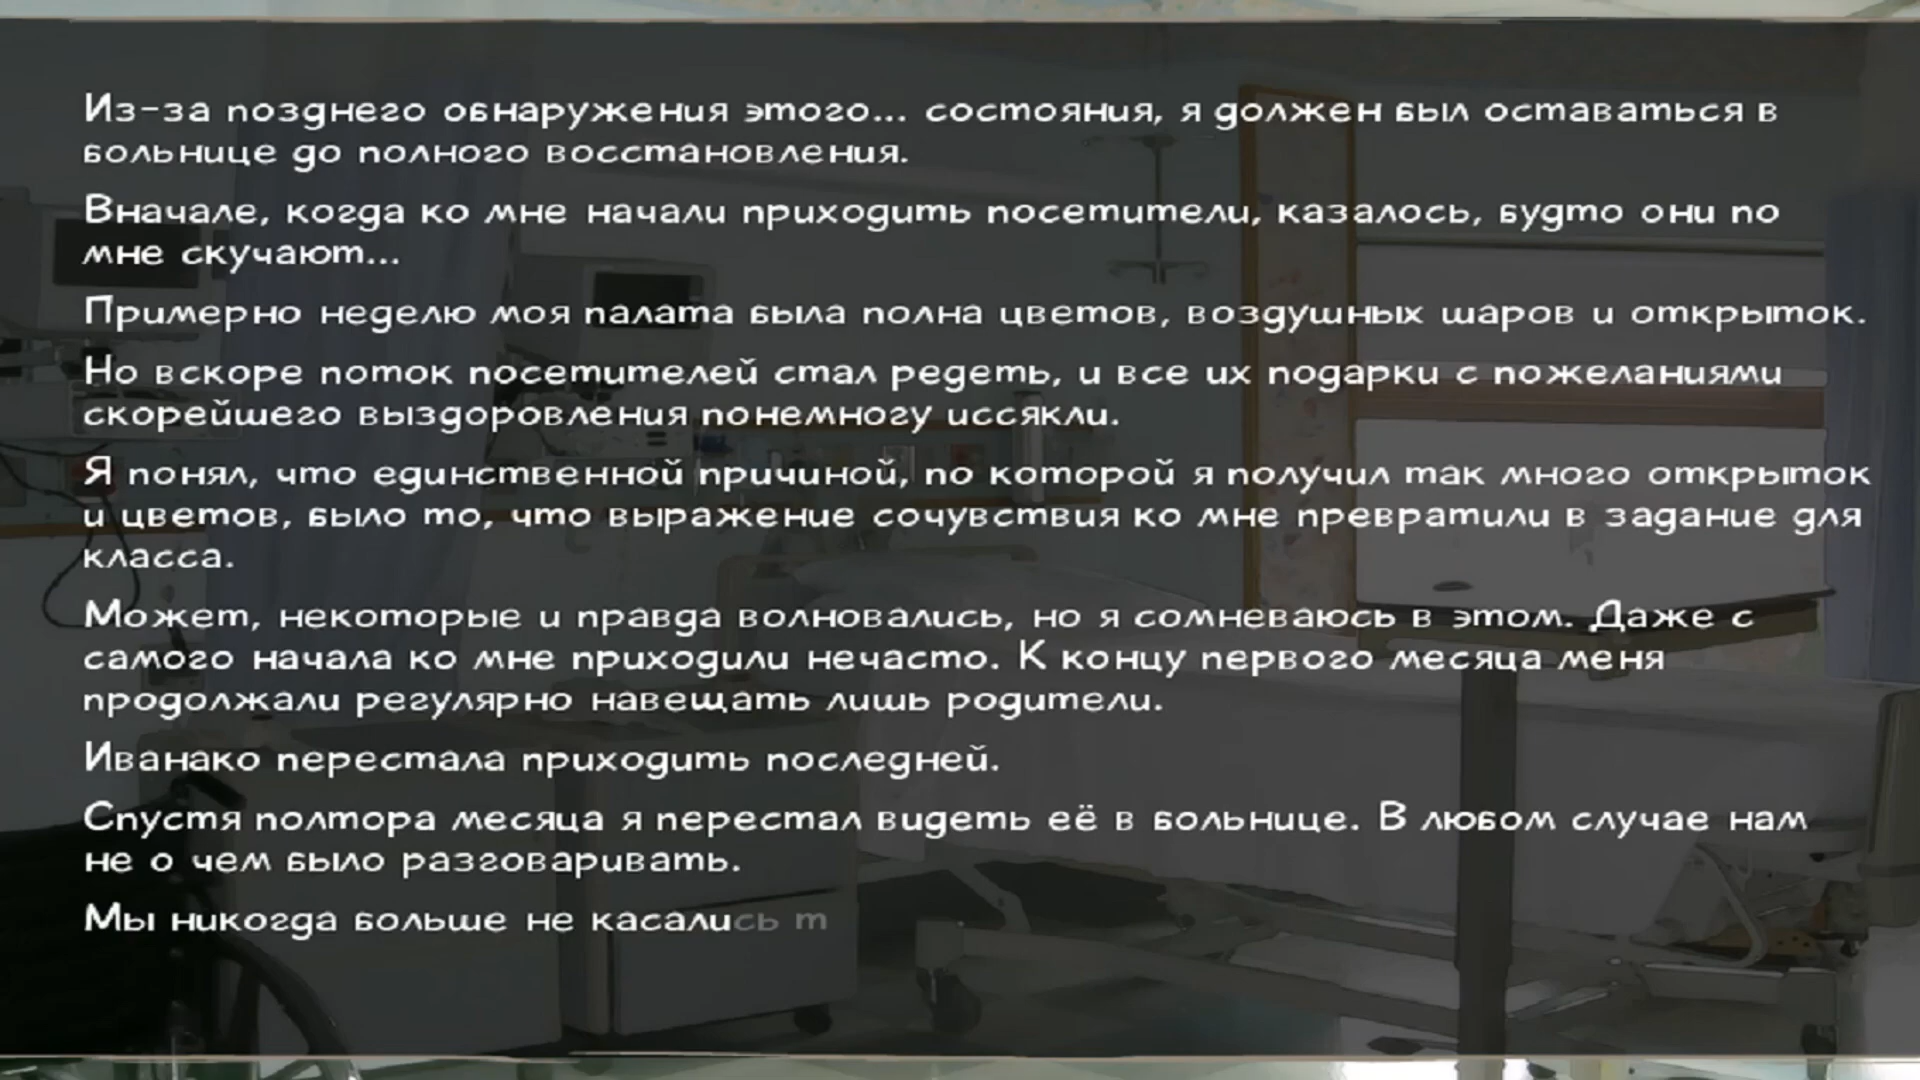 Из-за позднего обнаружения этого... состояния, я должен был оставаться в
больнице до полного восстановления.
Вначале, когда ко мне начали приходить посетители, казалось, будто они по
мне скучают...
Примерно неделю моя палата была полна цветов, воздушных шаров и открыток.
Но вскоре поток посетителей стал редеть, и все их подарки с пожеланиями
скорейшего выздоровления понемногу иссякли.
Я понял, что единственной причиной, по которой я получил так много открыток
и цветов, было то, что выражение сочувствия ко мне превратили в задание для
класса.
Может, некоторые и правда волновались, но я сомневаюсь в этом. Даже с
самого начала ко мне приходили нечасто. К концу первого месяца меня
продолжали регулярно навещать лишь родители.
Иванако перестала приходить последней.
Спустя полтора месяца я перестал видеть её в больнице. В любом случае нам
не о чем было разговаривать.
Мы никогда больше не касались т